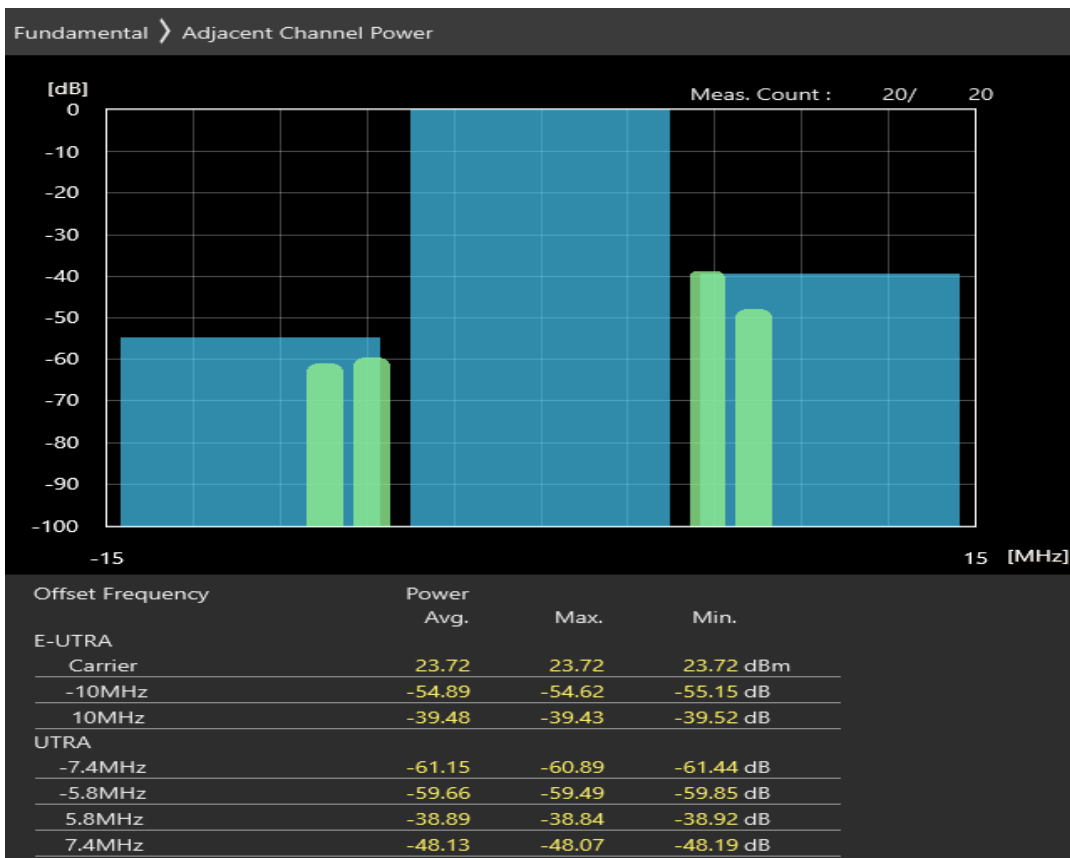 Fundamental 〉 Adjacent Channel Power
[dB]
Meas. Count : 20/ 20
0
-10
-20
-30
-40
-50
-60
-70
-80
-90
-100
-15 15 [MHz]
Offset Frequency Power
Avg. Max. Min.
E-UTRA
Carrier 23.72 23.72 23.72 dBm
-10MHz -54.89 -54.62 -55.15 dB
10MHz -39.48 -39.43 -39.52 dB
UTRA
-7.4MHz -61.15 -60.89 -61.44 dB
-5.8MHz -59.66 -59.49 -59.85 dB
5.8MHz -38.89 -38.84 -38.92 dB
7.4MHz -48.13 -48.07 -48.19 dB